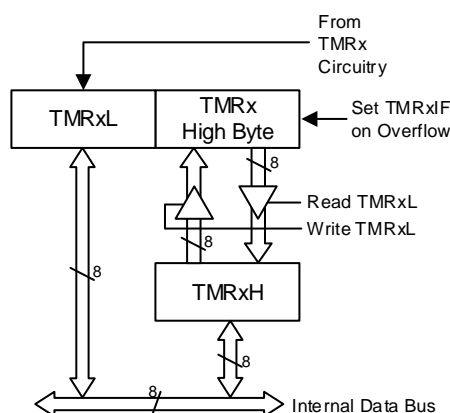 From
TMRx
Circuitry
TMRxL
TMRx
High Byte
Set TMRxIF
on Overflow
8
Read TMRxL
Write TMRxL
8
8
TMRxH
8
8
Internal Data Bus